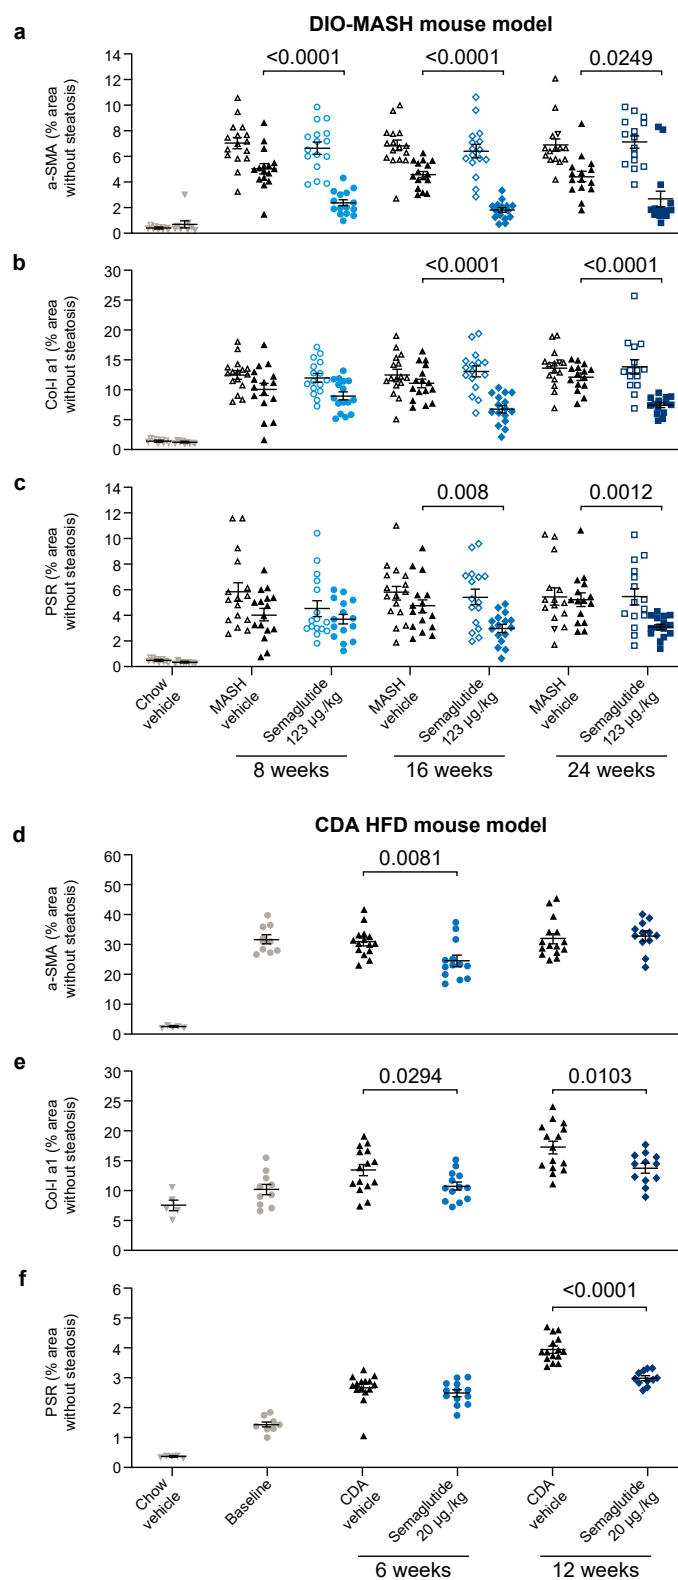 DIO-MASH mouse model
a
a-SMA (% area
without steatosis)
14
12
10
8
6
4
2
0
<0.0001
<0.0001
0.0249
b
Col-I a1 (% area
without steatosis)
30
25
20
15
10
5
0
<0.0001
<0.0001
c
PSR (% area
without steatosis)
14
12
10
8
6
4
2
0
0.008
0.0012
Chow
vehicle
MASH
vehicle
Semaglutide
123 µg./kg
MASH
vehicle
Semaglutide
123 µg./kg
MASH
vehicle
Semaglutide
123 µg./kg
8 weeks
16 weeks
24 weeks
CDA HFD mouse model
d
a-SMA (% area
without steatosis)
60
50
40
30
20
10
0
0.0081
e
Col-I a1 (% area
without steatosis)
30
25
20
15
10
5
0
0.0294
0.0103
f
PSR (% area
without steatosis)
6
5
4
3
2
1
0
<0.0001
Chow
vehicle
Baseline
CDA
vehicle
Semaglutide
20 µg./kg
CDA
vehicle
Semaglutide
20 µg./kg
6 weeks
12 weeks